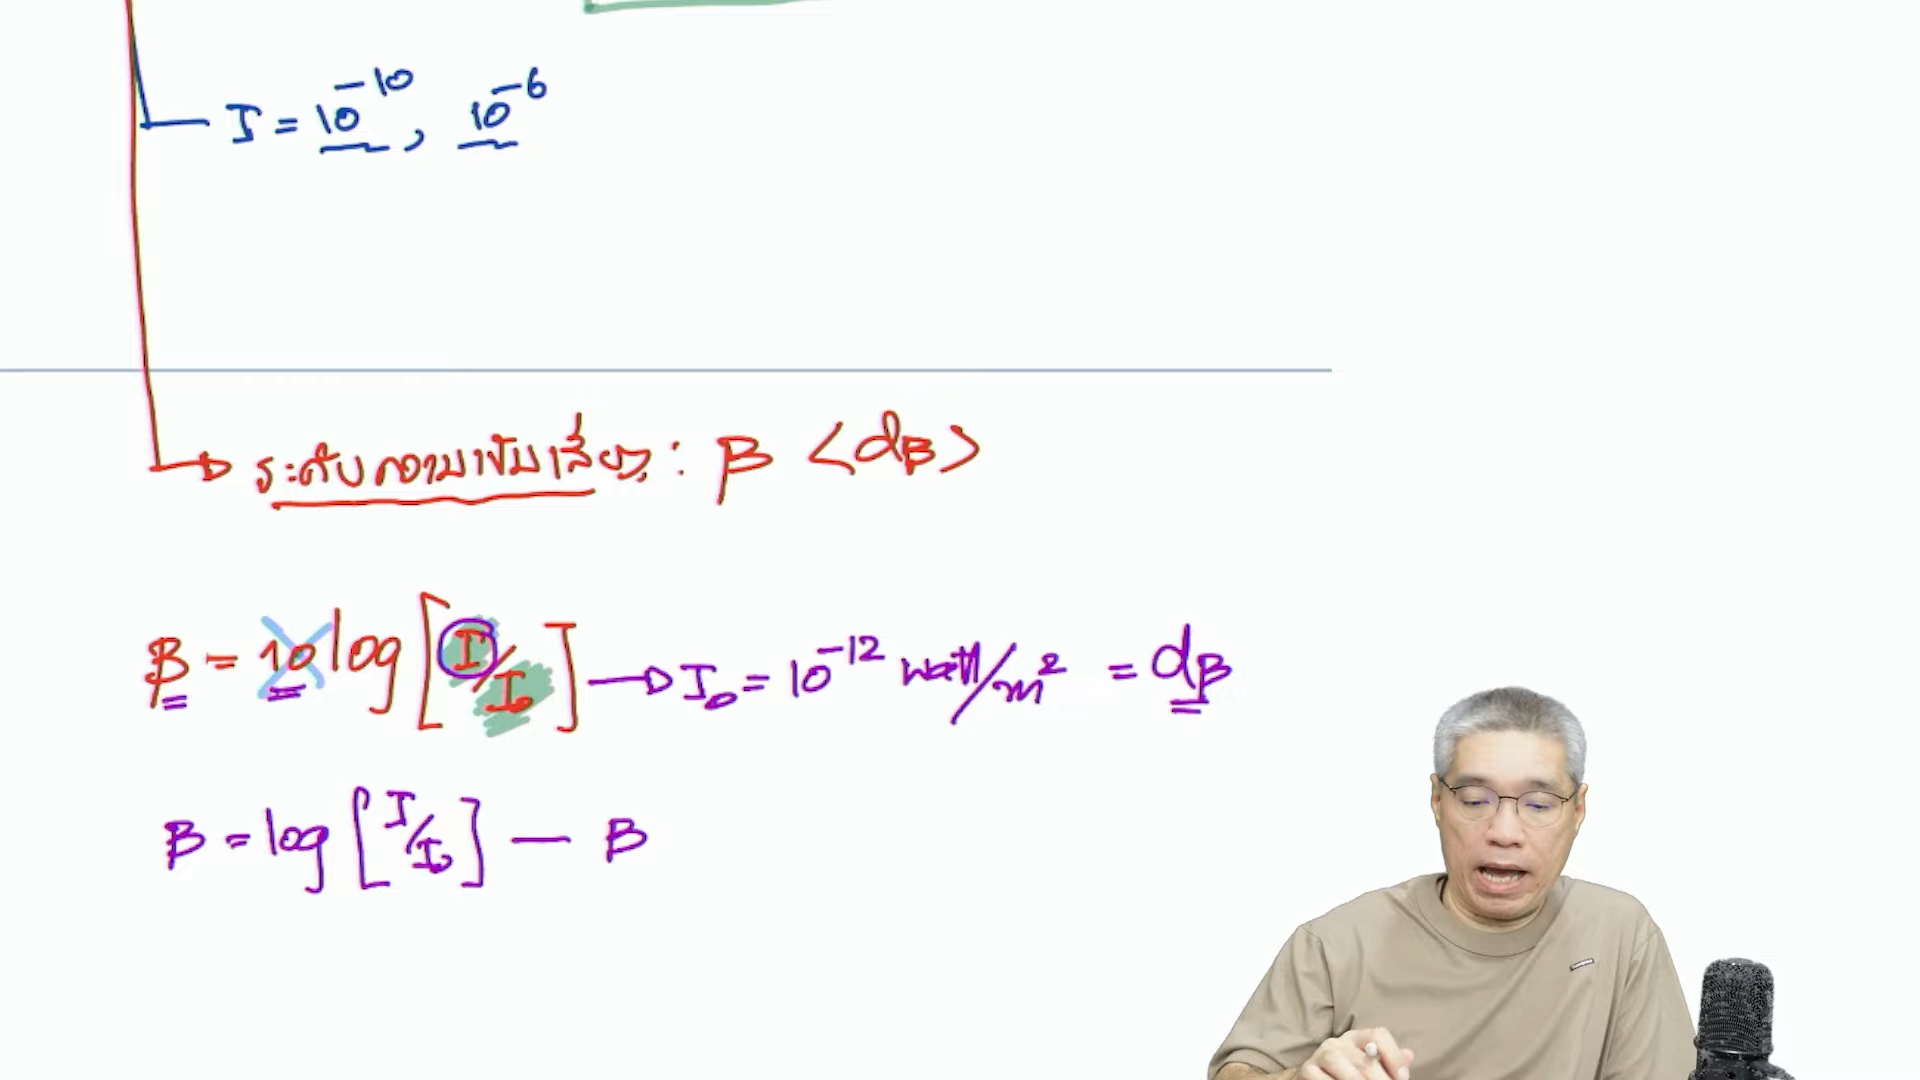 I = 10⁻¹⁰, 10⁻⁶
ระดับความเข้มเสียง : β <dB>
β = 10 log [I/I₀] → I₀ = 10⁻¹² watt/m² = dB
β = log [I/I₀] — B